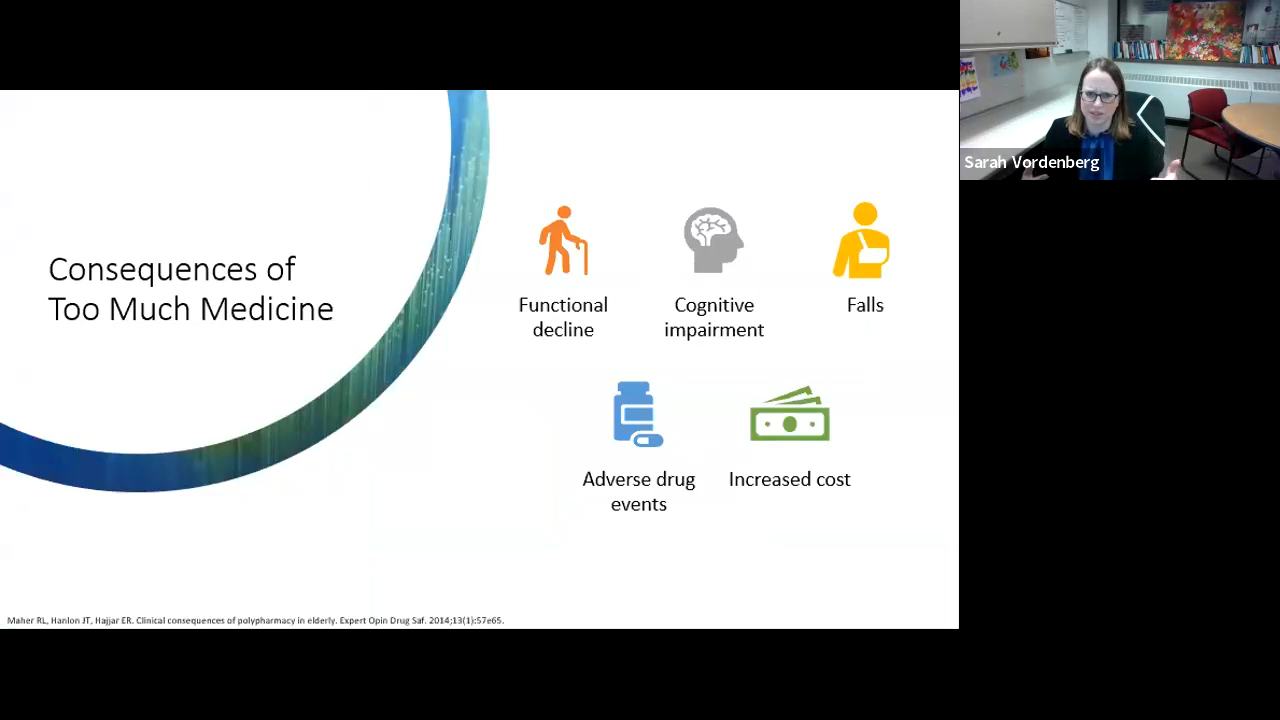 Sarah Vordenberg
Consequences of
Too Much Medicine
Functional
decline
Cognitive
impairment
Falls
Adverse drug
events
Increased cost
Maher RL, Hanlon JT, Hajjar ER. Clinical consequences of polypharmacy in elderly. Expert Opin Drug Saf. 2014;13(1):57e65.